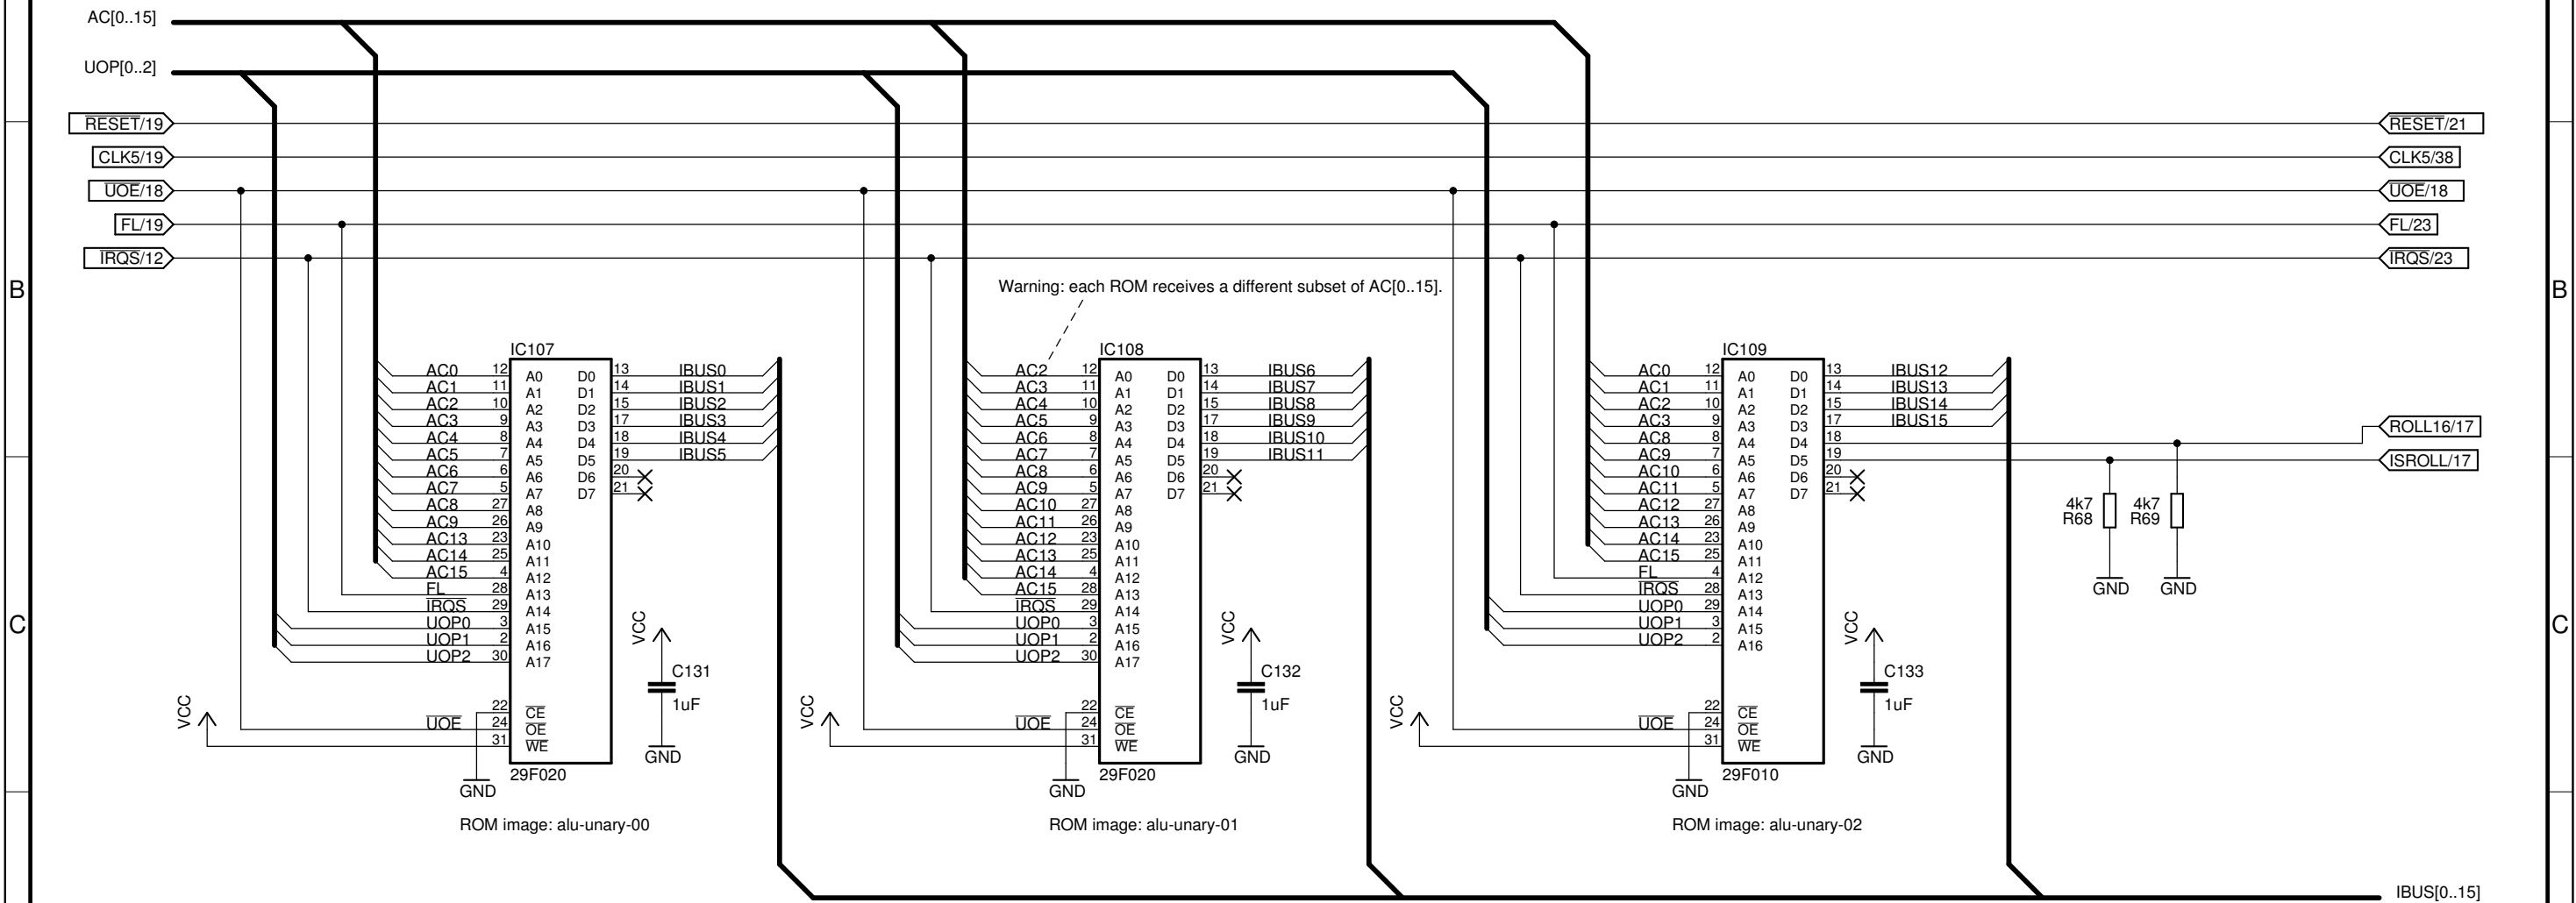 AC[0..15]
UOP[0..2]
RESET/19
RESET/21
CLK5/19
CLK5/38
UOE/18
UOE/18
FL/19
FL/23
IRQS/12
IRQS/23
B
B
Warning: each ROM receives a different subset of AC[0..15].
IC107
AC0 12 A0 D0 13 IBUS0
AC1 11 A1 D1 14 IBUS1
AC2 10 A2 D2 15 IBUS2
AC3 9 A3 D3 17 IBUS3
AC4 8 A4 D4 18 IBUS4
AC5 7 A5 D5 19 IBUS5
AC6 6 A6 D6 20
AC7 5 A7 D7 21
AC8 27 A8
AC9 26 A9
AC13 23 A10
AC14 25 A11
AC15 4 A12
FL 28 A13
IRQS 29 A14
UOP0 3 A15
UOP1 2 A16
UOP2 30 A17
22 CE
UOE 24 OE
31 WE
29F020
VCC
GND
VCC
C131
1uF
GND
ROM image: alu-unary-00
IC108
AC2 12 A0 D0 13 IBUS6
AC3 11 A1 D1 14 IBUS7
AC4 10 A2 D2 15 IBUS8
AC5 9 A3 D3 17 IBUS9
AC6 8 A4 D4 18 IBUS10
AC7 7 A5 D5 19 IBUS11
AC8 6 A6 D6 20
AC9 5 A7 D7 21
AC10 27 A8
AC11 26 A9
AC12 23 A10
AC13 25 A11
AC14 4 A12
AC15 28 A13
IRQS 29 A14
UOP0 3 A15
UOP1 2 A16
UOP2 30 A17
22 CE
UOE 24 OE
31 WE
29F020
VCC
GND
VCC
C132
1uF
GND
ROM image: alu-unary-01
IC109
AC0 12 A0 D0 13 IBUS12
AC1 11 A1 D1 14 IBUS13
AC2 10 A2 D2 15 IBUS14
AC3 9 A3 D3 17 IBUS15
AC8 8 A4 D4 18
AC9 7 A5 D5 19
AC10 6 A6 D6 20
AC11 5 A7 D7 21
AC12 27 A8
AC13 26 A9
AC14 23 A10
AC15 25 A11
FL 4 A12
IRQS 28 A13
UOP0 29 A14
UOP1 3 A15
UOP2 2 A16
22 CE
UOE 24 OE
31 WE
29F010
VCC
GND
VCC
C133
1uF
GND
ROM image: alu-unary-02
ROLL16/17
ISROLL/17
4k7
R68
4k7
R69
GND
GND
C
C
IBUS[0..15]